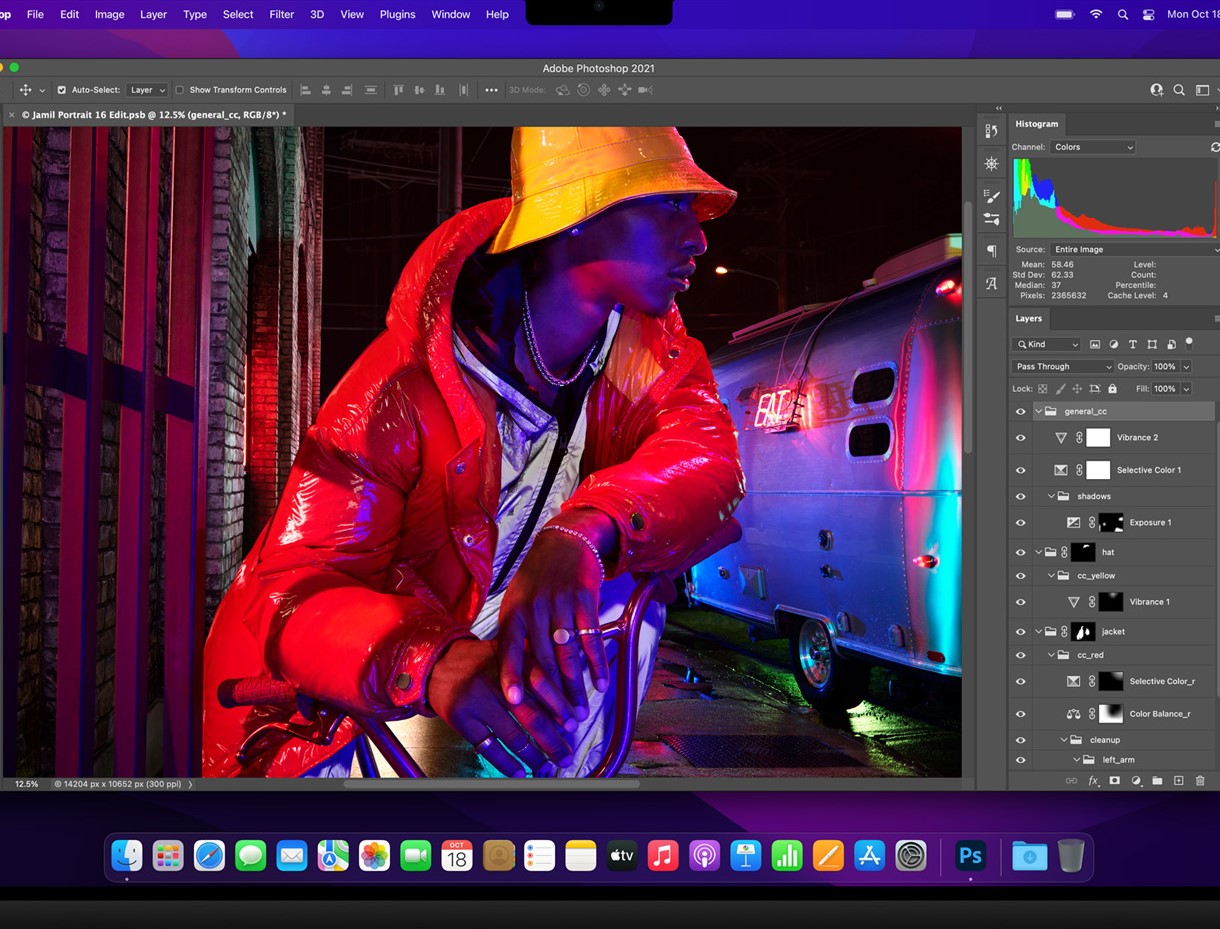 op File Edit Image Layer Type Select Filter 3D View Plugins Window Help Mon Oct 18
Adobe Photoshop 2021
Auto-Select: Layer Show Transform Controls 3D Mode:
© Jamil Portrait 16 Edit.psb @ 12.5% (general_cc, RGB/8*) *
Histogram
Channel: Colors
Source: Entire Image
Mean: 58.46 Level:
Std Dev: 62.33 Count:
Median: 37 Percentile:
Pixels: 2365632 Cache Level: 4
Layers
Kind
Pass Through Opacity: 100%
Lock: Fill: 100%
general_cc
Vibrance 2
Selective Color 1
shadows
Exposure 1
hat
cc_yellow
Vibrance 1
jacket
cc_red
Selective Color_r
Color Balance_r
cleanup
left_arm
fx
EAT
12.5% 14204 px x 10652 px (300 ppi)
OCT
18
tv
Ps